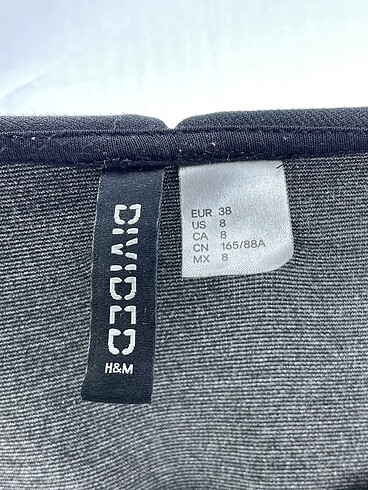 DIVIDED
H&M
EUR 38
US 8
CA 8
CN 165/88A
MX 8